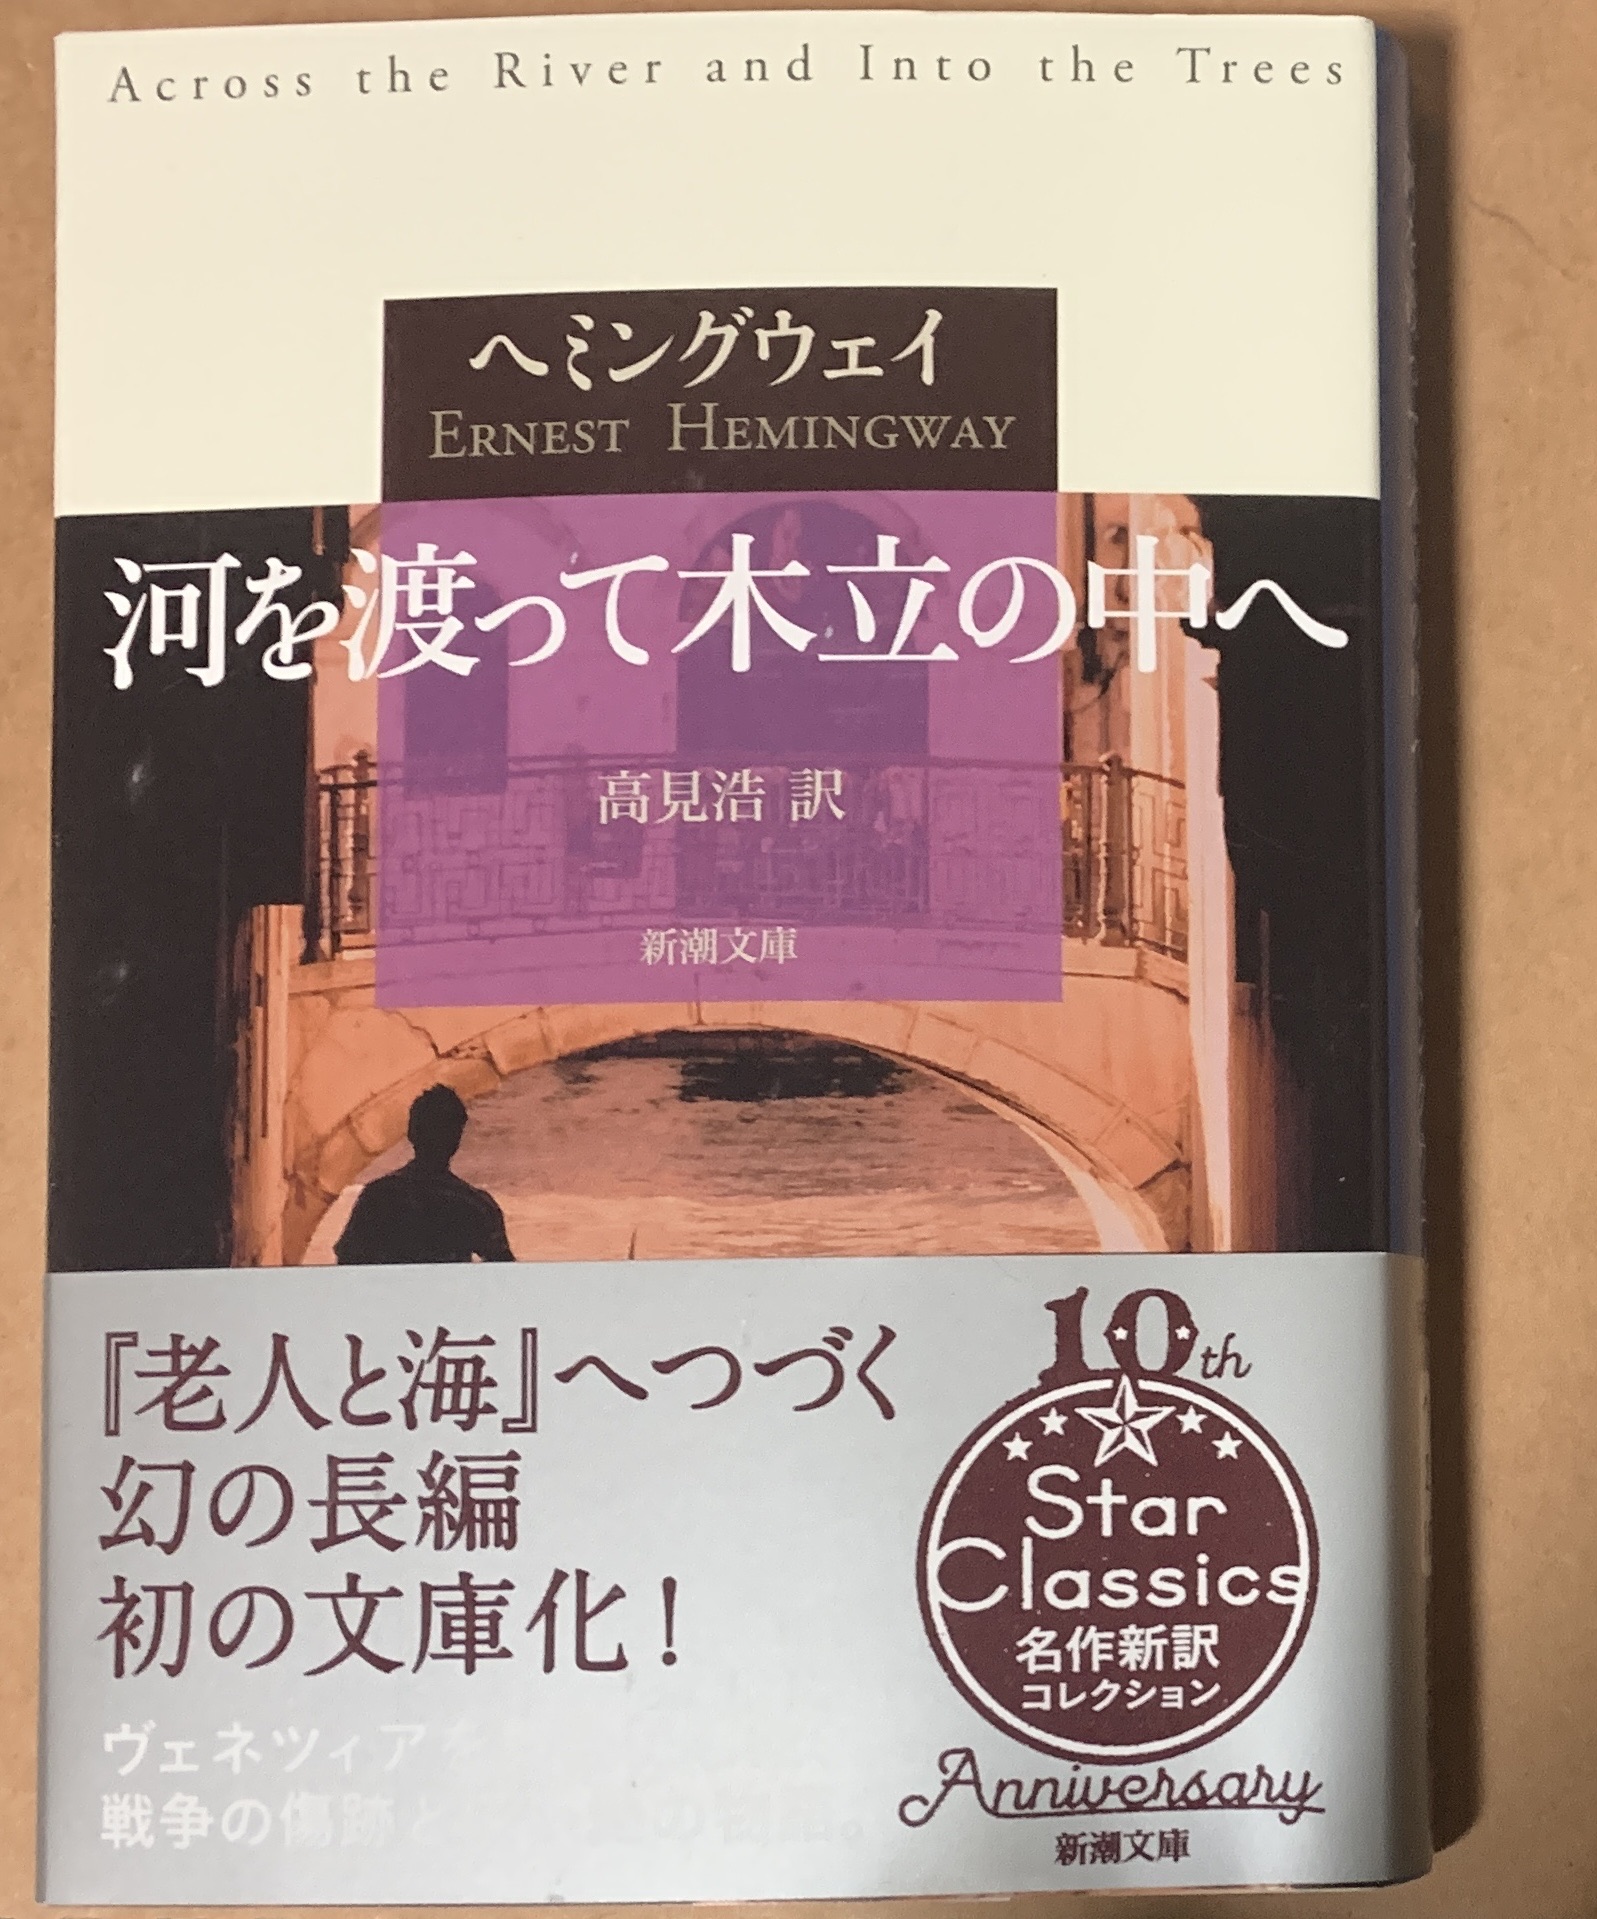 Across the River and Into the Trees
ヘミングウェイ
ERNEST HEMINGWAY
河を渡って木立の中へ
高見浩 訳
新潮文庫
『老人と海』へつづく
幻の長編
初の文庫化!
ヴェネツィアを
戦争の傷跡と
10th
Star
Classics
名作新訳
コレクション
Anniversary
新潮文庫